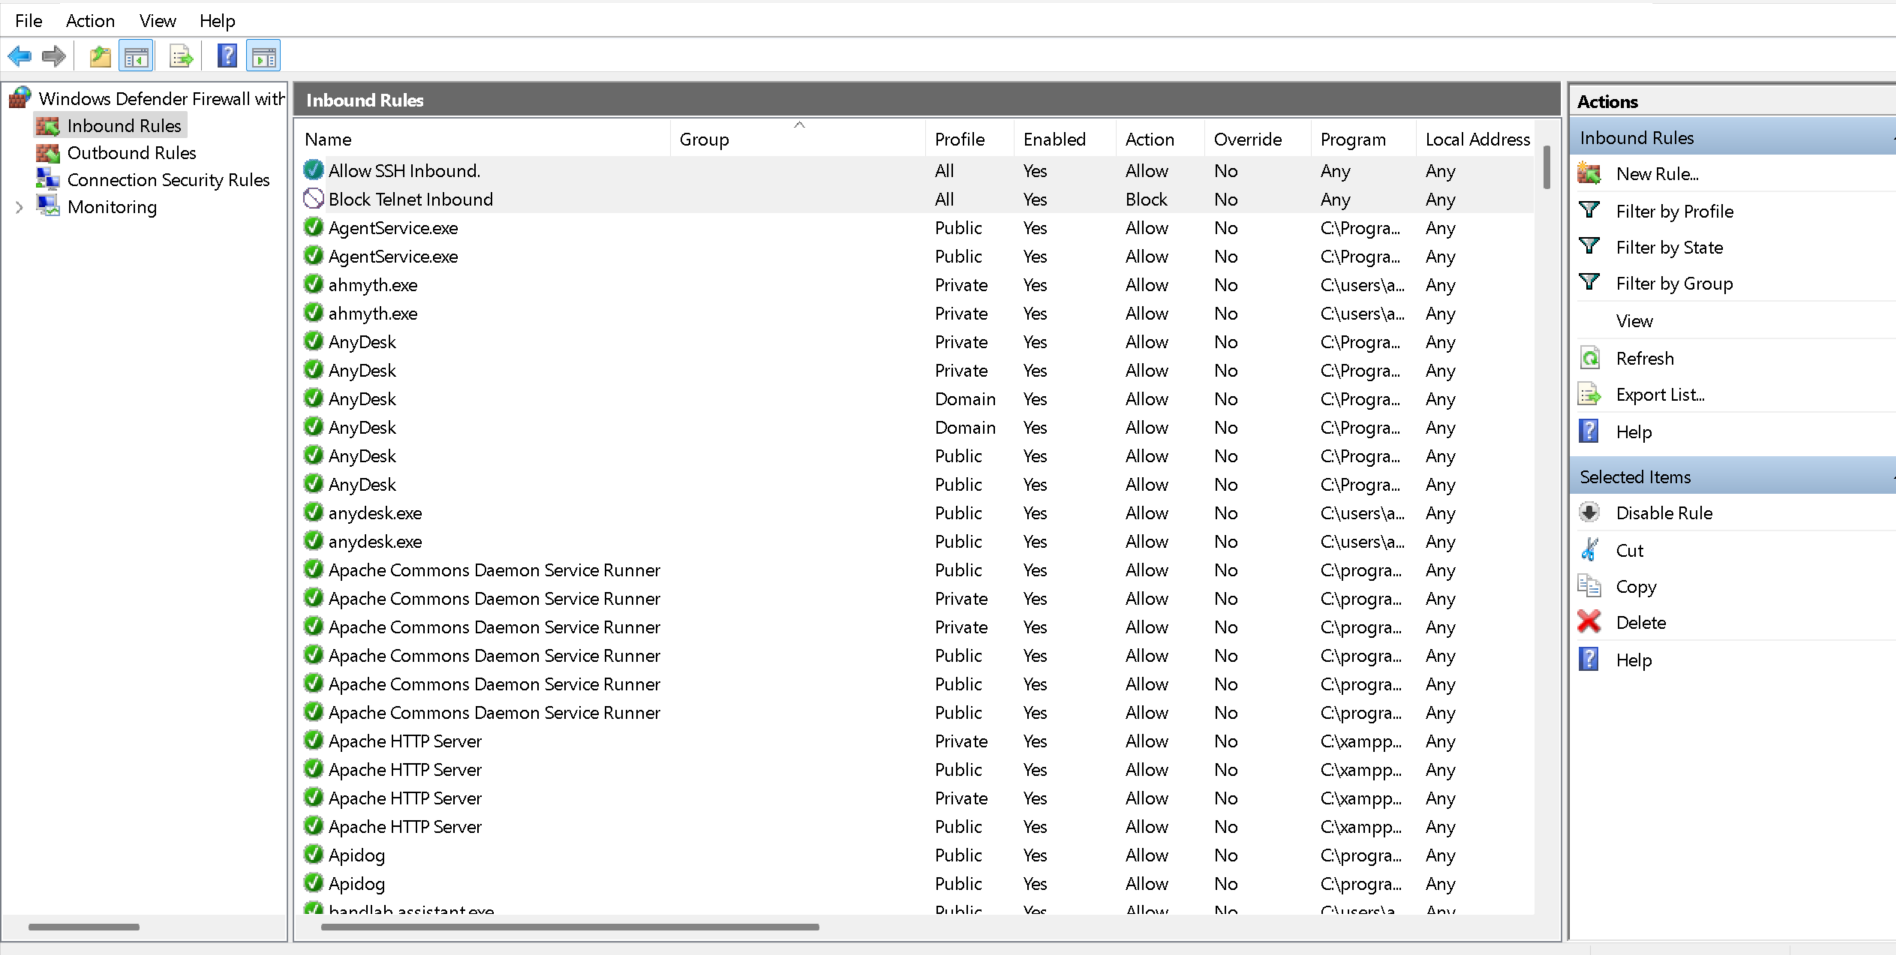 File Action View Help
Windows Defender Firewall with
Inbound Rules
Outbound Rules
Connection Security Rules
Monitoring
Inbound Rules
Name Group Profile Enabled Action Override Program Local Address
Allow SSH Inbound. All Yes Allow No Any Any
Block Telnet Inbound All Yes Block No Any Any
AgentService.exe Public Yes Allow No C:\Progra... Any
AgentService.exe Public Yes Allow No C:\Progra... Any
ahmyth.exe Private Yes Allow No C:\users\a... Any
ahmyth.exe Private Yes Allow No C:\users\a... Any
AnyDesk Private Yes Allow No C:\Progra... Any
AnyDesk Private Yes Allow No C:\Progra... Any
AnyDesk Domain Yes Allow No C:\Progra... Any
AnyDesk Domain Yes Allow No C:\Progra... Any
AnyDesk Public Yes Allow No C:\Progra... Any
AnyDesk Public Yes Allow No C:\Progra... Any
anydesk.exe Public Yes Allow No C:\users\a... Any
anydesk.exe Public Yes Allow No C:\users\a... Any
Apache Commons Daemon Service Runner Public Yes Allow No C:\progra... Any
Apache Commons Daemon Service Runner Private Yes Allow No C:\progra... Any
Apache Commons Daemon Service Runner Private Yes Allow No C:\progra... Any
Apache Commons Daemon Service Runner Public Yes Allow No C:\progra... Any
Apache Commons Daemon Service Runner Public Yes Allow No C:\progra... Any
Apache Commons Daemon Service Runner Public Yes Allow No C:\progra... Any
Apache HTTP Server Private Yes Allow No C:\xampp... Any
Apache HTTP Server Public Yes Allow No C:\xampp... Any
Apache HTTP Server Private Yes Allow No C:\xampp... Any
Apache HTTP Server Public Yes Allow No C:\xampp... Any
Apidog Public Yes Allow No C:\progra... Any
Apidog Public Yes Allow No C:\progra... Any
bandlab assistant.exe Public Yes Allow No C:\users\a... Any
Actions
Inbound Rules
New Rule...
Filter by Profile
Filter by State
Filter by Group
View
Refresh
Export List...
Help
Selected Items
Disable Rule
Cut
Copy
Delete
Help